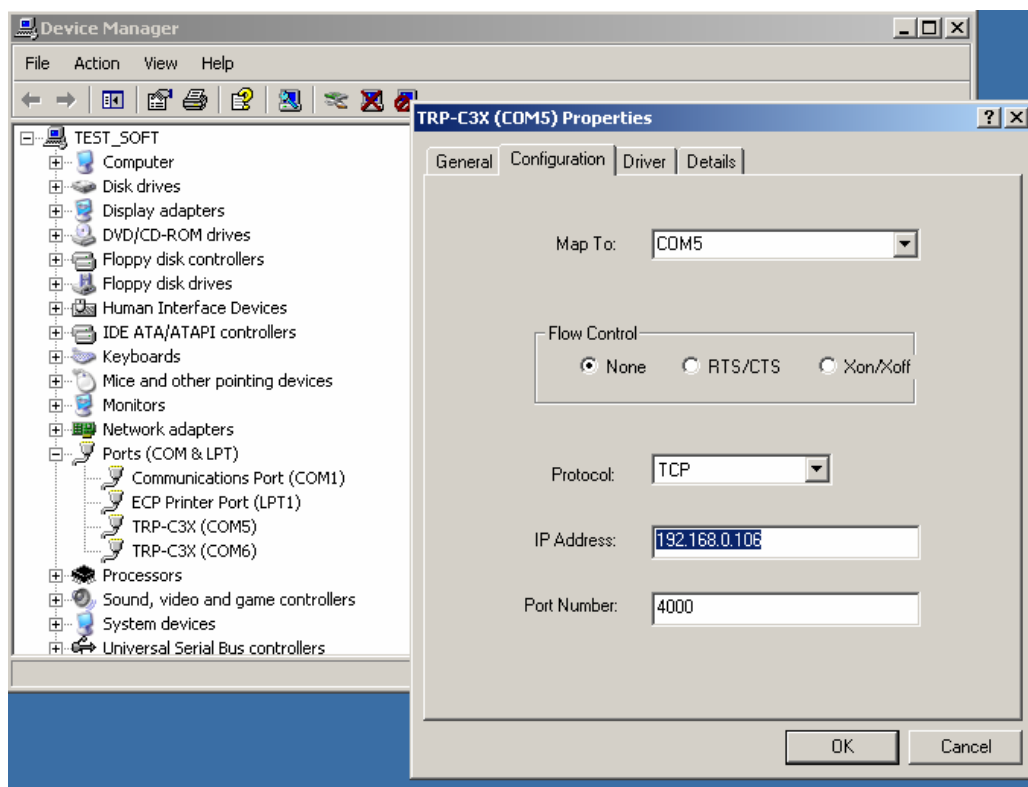 Device Manager
File Action View Help
TEST_SOFT
Computer
Disk drives
Display adapters
DVD/CD-ROM drives
Floppy disk controllers
Floppy disk drives
Human Interface Devices
IDE ATA/ATAPI controllers
Keyboards
Mice and other pointing devices
Monitors
Network adapters
Ports (COM & LPT)
Communications Port (COM1)
ECP Printer Port (LPT1)
TRP-C3X (COM5)
TRP-C3X (COM6)
Processors
Sound, video and game controllers
System devices
Universal Serial Bus controllers
TRP-C3X (COM5) Properties
General Configuration Driver Details
Map To: COM5
Flow Control
None RTS/CTS Xon/Xoff
Protocol: TCP
IP Address: 192.168.0.106
Port Number: 4000
OK Cancel